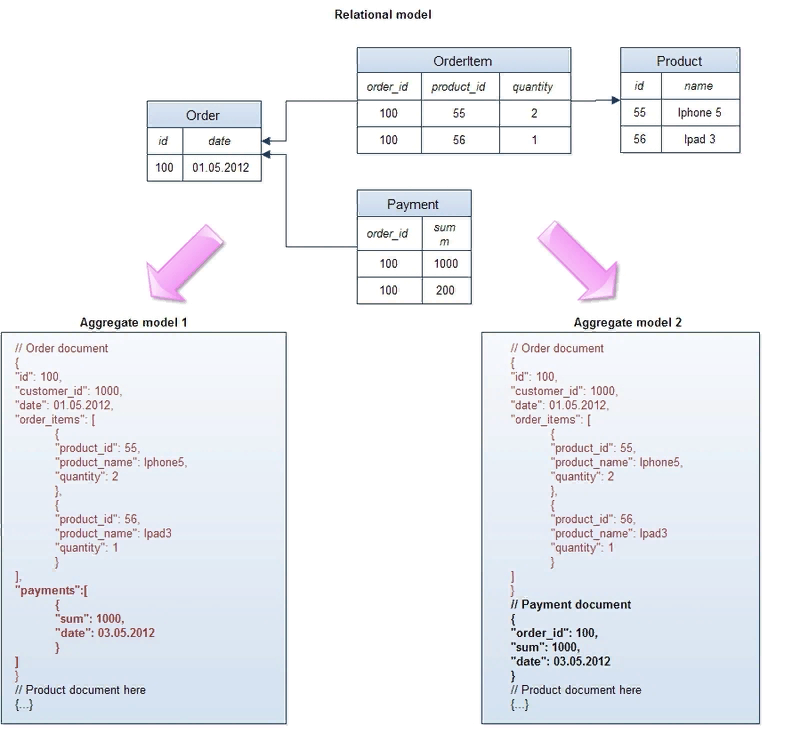 Relational model
OrderItem
order_id product_id quantity
100 55 2
100 56 1
Product
id name
55 Iphone 5
56 Ipad 3
Order
id date
100 01.05.2012
Payment
order_id sum
m
100 1000
100 200
Aggregate model 1
// Order document
{
"id": 100,
"customer_id": 1000,
"date": 01.05.2012,
"order_items": [
{
"product_id": 55,
"product_name": Iphone5,
"quantity": 2
},
{
"product_id": 56,
"product_name": Ipad3
"quantity": 1
}
],
"payments":[
{
"sum": 1000,
"date": 03.05.2012
}
]
}
// Product document here
{...}
Aggregate model 2
// Order document
{
"id": 100,
"customer_id": 1000,
"date": 01.05.2012,
"order_items": [
{
"product_id": 55,
"product_name": Iphone5,
"quantity": 2
},
{
"product_id": 56,
"product_name": Ipad3
"quantity": 1
}
]
}
// Payment document
{
"order_id": 100,
"sum": 1000,
"date": 03.05.2012
}
// Product document here
{...}